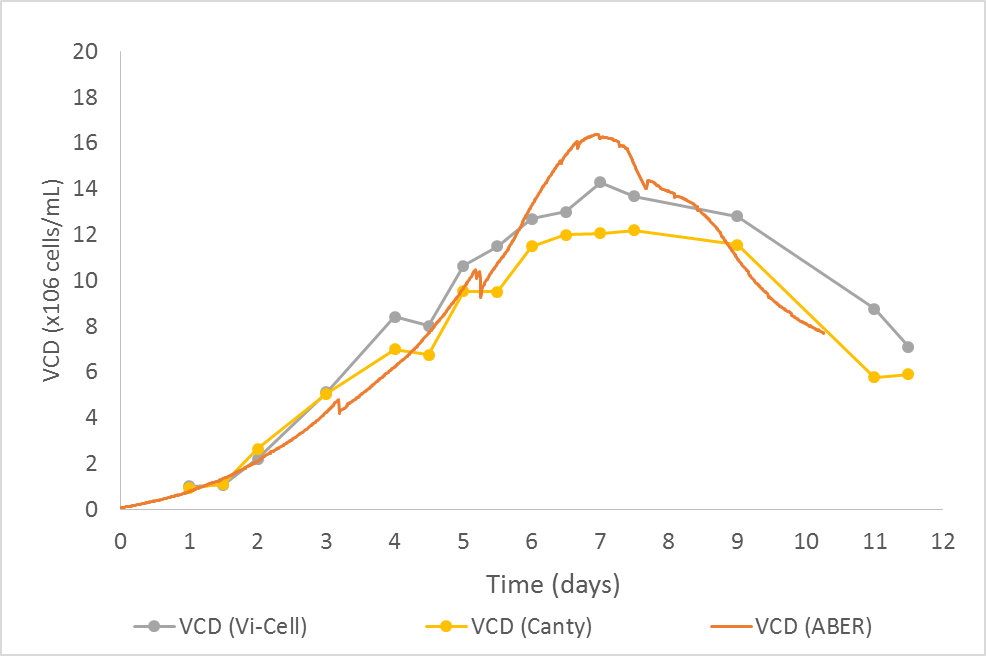 20
18
16
14
12
10
8
6
4
2
0
VCD (x106 cells/mL)
0 1 2 3 4 5 6 7 8 9 10 11 12
Time (days)
VCD (Vi-Cell) VCD (Canty) VCD (ABER)